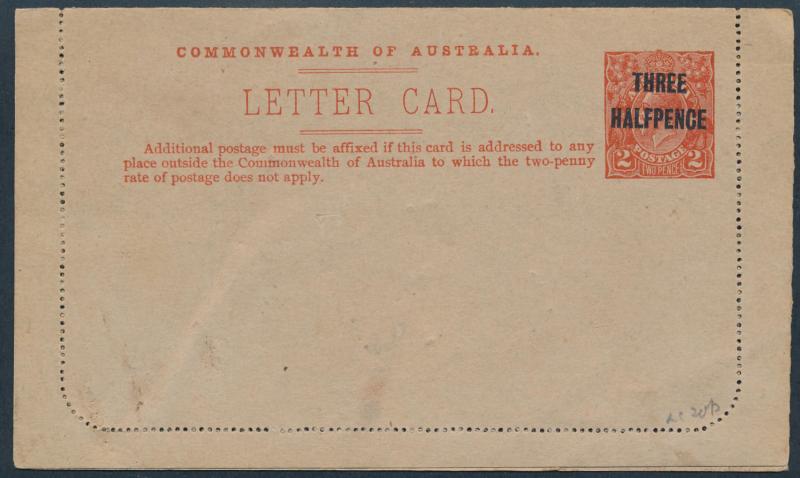 COMMONWEALTH OF AUSTRALIA.
LETTER CARD.
Additional postage must be affixed if this card is addressed to any
place outside the Commonwealth of Australia to which the two-penny
rate of postage does not apply.
THREE
HALFPENCE
2 POSTAGE 2
TWO PENCE